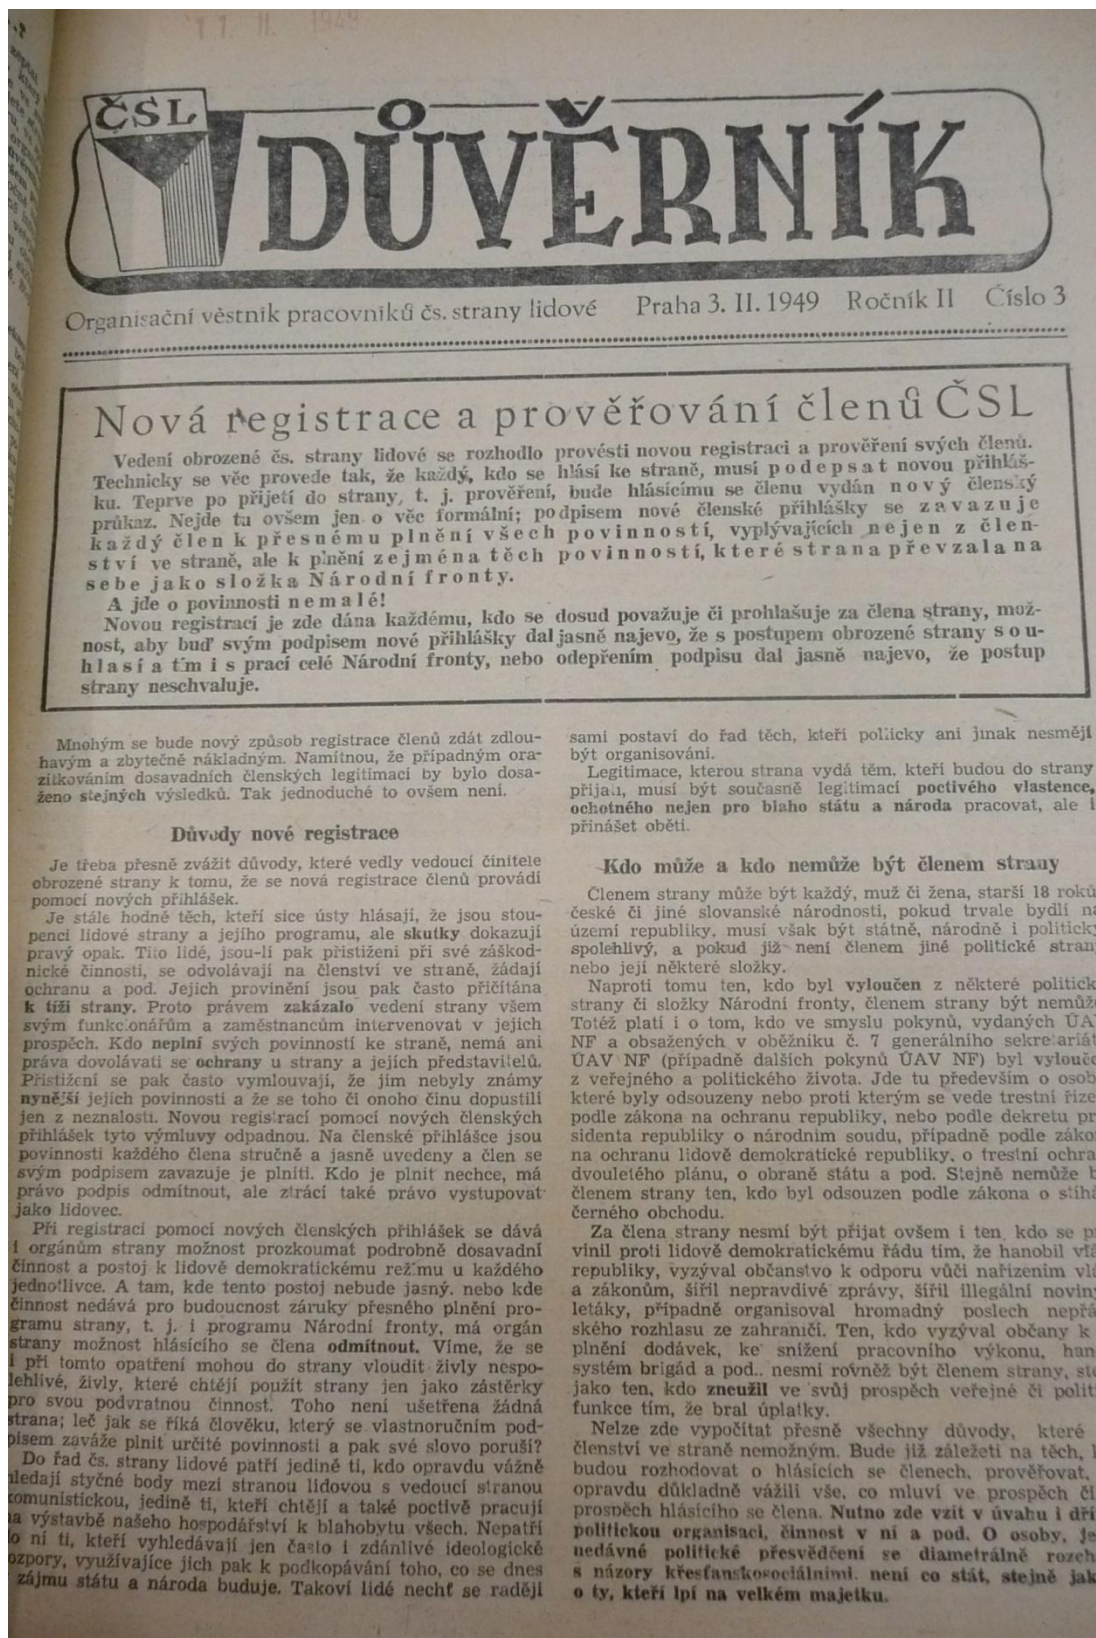 11. II. 1949
ČSL
DŮVĚRNÍK
Organisační věstník pracovníků čs. strany lidové Praha 3. II. 1949 Ročník II Číslo 3
Nová registrace a prověřování členů ČSL
Vedení obrozené čs. strany lidové se rozhodlo provésti novou registraci a prověření svých členů.
Technicky se věc provede tak, že každý, kdo se hlásí ke straně, musí podepsat novou přihláš-
ku. Teprve po přijetí do strany, t. j. prověření, bude hlásícímu se členu vydán nový členský
průkaz. Nejde tu ovšem jen o věc formální; podpisem nové členské přihlášky se zavazuje
každý člen k přesnému plnění všech povinností, vyplývajících nejen z člen-
ství ve straně, ale k plnění zejména těch povinností, které strana převzala na
sebe jako složka Národní fronty.
A jde o povinnosti nemalé!
Novou registrací je zde dána každému, kdo se dosud považuje či prohlašuje za člena strany, mož-
nost, aby buď svým podpisem nové přihlášky dal jasně najevo, že s postupem obrozené strany sou-
hlasí a tím i s prací celé Národní fronty, nebo odepřením podpisu dal jasně najevo, že postup
strany neschvaluje.
Mnohým se bude nový způsob registrace členů zdát zdlou-
havým a zbytečně nákladným. Namítnou, že případným ora-
zítkováním dosavadních členských legitimací by bylo dosa-
ženo stejných výsledků. Tak jednoduché to ovšem není.
Důvody nové registrace
Je třeba přesně zvážit důvody, které vedly vedoucí činitele
obrozené strany k tomu, že se nová registrace členů provádí
pomocí nových přihlášek.
Je stále hodně těch, kteří sice ústy hlásají, že jsou stou-
penci lidové strany a jejího programu, ale skutky dokazují
pravý opak. Tito lidé, jsou-li pak přistiženi při své záškod-
nické činnosti, se odvolávají na členství ve straně, žádají
ochranu a pod. Jejich provinění jsou pak často přičítána
k tíži strany. Proto právem zakázalo vedení strany všem
svým funkcionářům a zaměstnancům intervenovat v jejich
prospěch. Kdo neplní svých povinností ke straně, nemá ani
práva dovolávati se ochrany u strany a jejích představitelů.
Přistižení se pak často vymlouvají, že jim nebyly známy
nynější jejich povinnosti a že se toho či onoho činu dopustili
jen z neznalosti. Novou registrací pomocí nových členských
přihlášek tyto výmluvy odpadnou. Na členské přihlášce jsou
povinnosti každého člena stručně a jasně uvedeny a člen se
svým podpisem zavazuje je plniti. Kdo je plnit nechce, má
právo podpis odmítnout, ale ztrácí také právo vystupovat
jako lidovec.
Při registraci pomocí nových členských přihlášek se dává
i orgánům strany možnost prozkoumat podrobně dosavadní
činnost a postoj k lidově demokratickému režimu u každého
jednotlivce. A tam, kde tento postoj nebude jasný. nebo kde
činnost nedává pro budoucnost záruky přesného plnění pro-
gramu strany, t. j. i programu Národní fronty, má orgán
strany možnost hlásícího se člena odmítnout. Víme, že se
i při tomto opatření mohou do strany vloudit živly nespo-
lehlivé, živly, které chtějí použít strany jen jako zástěrky
pro svou podvratnou činnost. Toho není ušetřena žádná
strana; leč jak se říká člověku, který se vlastnoručním pod-
pisem zaváže plnit určité povinnosti a pak své slovo poruší?
Do řad čs. strany lidové patří jedině ti, kdo opravdu vážně
hledají styčné body mezi stranou lidovou s vedoucí stranou
komunistickou, jedině ti, kteří chtějí a také poctivě pracují
na výstavbě našeho hospodářství k blahobytu všech. Nepatří
do ní ti, kteří vyhledávají jen často i zdánlivé ideologické
rozpory, využívajíce jich pak k podkopávání toho, co se dnes
v zájmu státu a národa buduje. Takoví lidé nechť se raději
sami postaví do řad těch, kteří politicky ani jinak nesmějí
být organisováni.
Legitimace, kterou strana vydá těm. kteří budou do strany
přijati, musí být současně legitimací poctivého vlastence,
ochotného nejen pro blaho státu a národa pracovat, ale i
přinášet oběti.
Kdo může a kdo nemůže být členem strany
Členem strany může být každý, muž či žena, starší 18 roků
české či jiné slovanské národnosti, pokud trvale bydlí na
území republiky, musí však být státně, národně i politicky
spolehlivý, a pokud již není členem jiné politické stran
nebo její některé složky.
Naproti tomu ten, kdo byl vyloučen z některé politick
strany či složky Národní fronty, členem strany být nemůž
Totéž platí i o tom, kdo ve smyslu pokynů, vydaných ÚA
NF a obsažených v oběžníku č. 7 generálního sekretariát
ÚAV NF (případně dalších pokynů ÚAV NF) byl vylouče
z veřejného a politického života. Jde tu především o osob
které byly odsouzeny nebo proti kterým se vede trestní říze
podle zákona na ochranu republiky, nebo podle dekretu pr
sidenta republiky o národním soudu, případně podle záko
na ochranu lidově demokratické republiky, o trestní ochra
dvouletého plánu, o obraně státu a pod. Stejně nemůže b
členem strany ten, kdo byl odsouzen podle zákona o stíhá
černého obchodu.
Za člena strany nesmí být přijat ovšem i ten, kdo se p
vinil proti lidově demokratickému řádu tím, že hanobil vlá
republiky, vyzýval občanstvo k odporu vůči nařízením vlá
a zákonům, šířil nepravdivé zprávy, šířil illegální noviny
letáky, případně organisoval hromadný poslech nepřá
ského rozhlasu ze zahraničí. Ten, kdo vyzýval občany k
plnění dodávek, ke snížení pracovního výkonu, han
systém brigád a pod., nesmí rovněž být členem strany, ste
jako ten, kdo zneužil ve svůj prospěch veřejné či polit
funkce tím, že bral úplatky.
Nelze zde vypočítat přesně všechny důvody, které
členství ve straně nemožným. Bude již záležeti na těch, k
budou rozhodovat o hlásících se členech, prověřovat,
opravdu důkladně vážili vše, co mluví ve prospěch či
prospěch hlásícího se člena. Nutno zde vzít v úvahu i dří
politickou organisaci, činnost v ní a pod. O osoby, je
nedávné politické přesvědčení se diametrálně rozch
s názory křesťanskosociálními. není co stát, stejně jak
o ty, kteří lpí na velkém majetku.